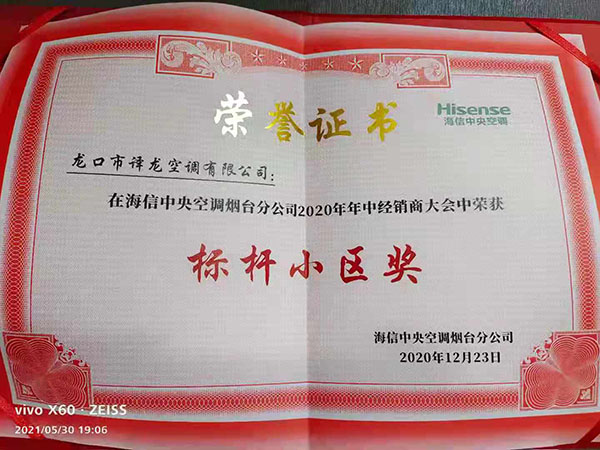 荣誉证书
Hisense
海信中央空调
龙口市译龙空调有限公司:
在海信中央空调烟台分公司2020年年中经销商大会中荣获
标杆小区奖
海信中央空调烟台分公司
2020年12月23日
vivo X60 · ZEISS
2021/05/30 19:06